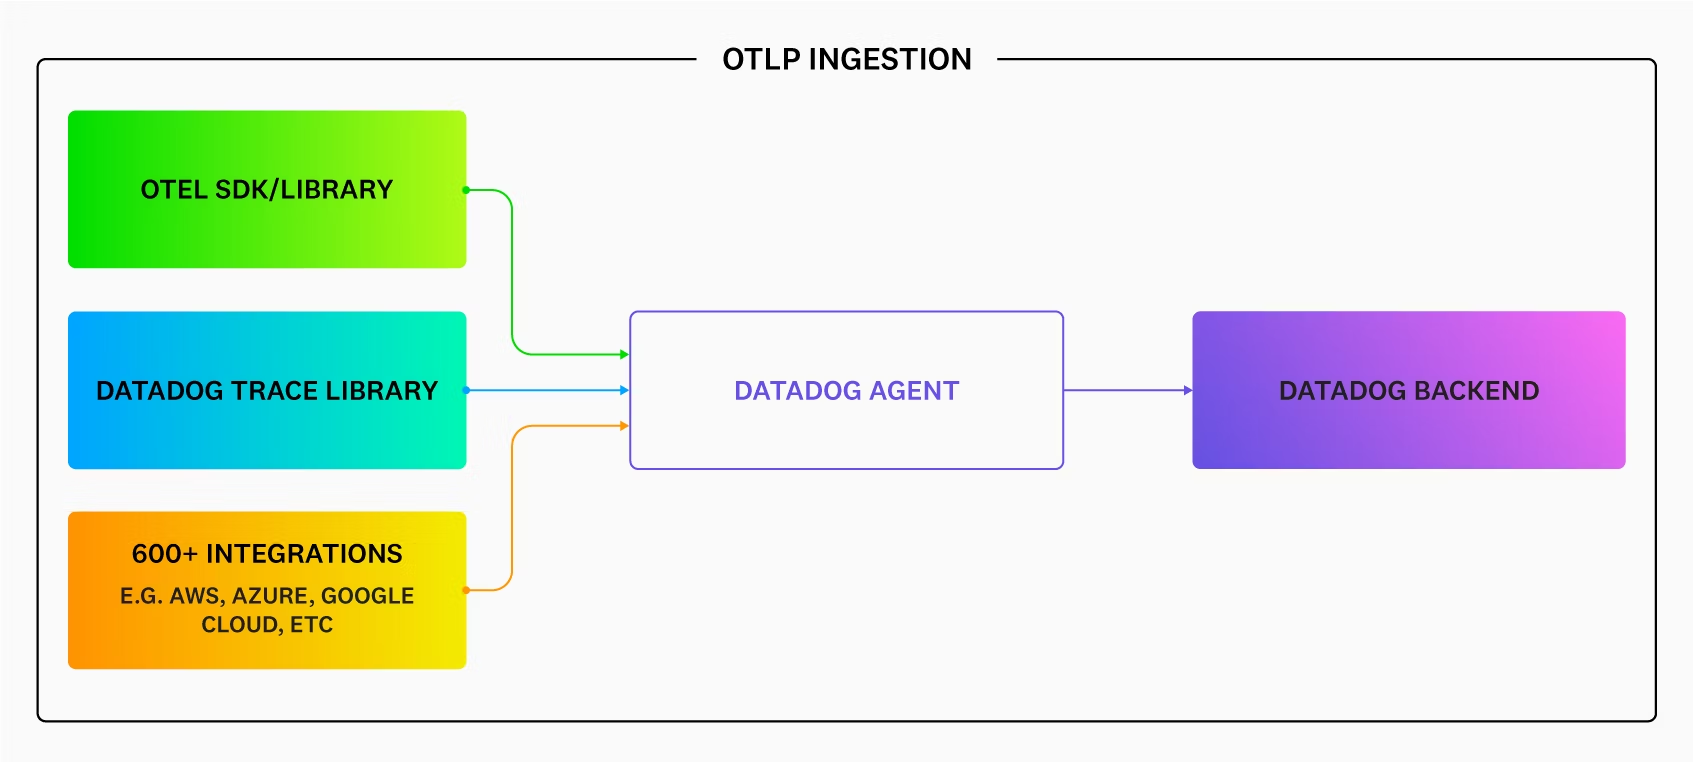 OTLP INGESTION
OTEL SDK/LIBRARY
DATADOG TRACE LIBRARY
600+ INTEGRATIONS
E.G. AWS, AZURE, GOOGLE
CLOUD, ETC
DATADOG AGENT
DATADOG BACKEND